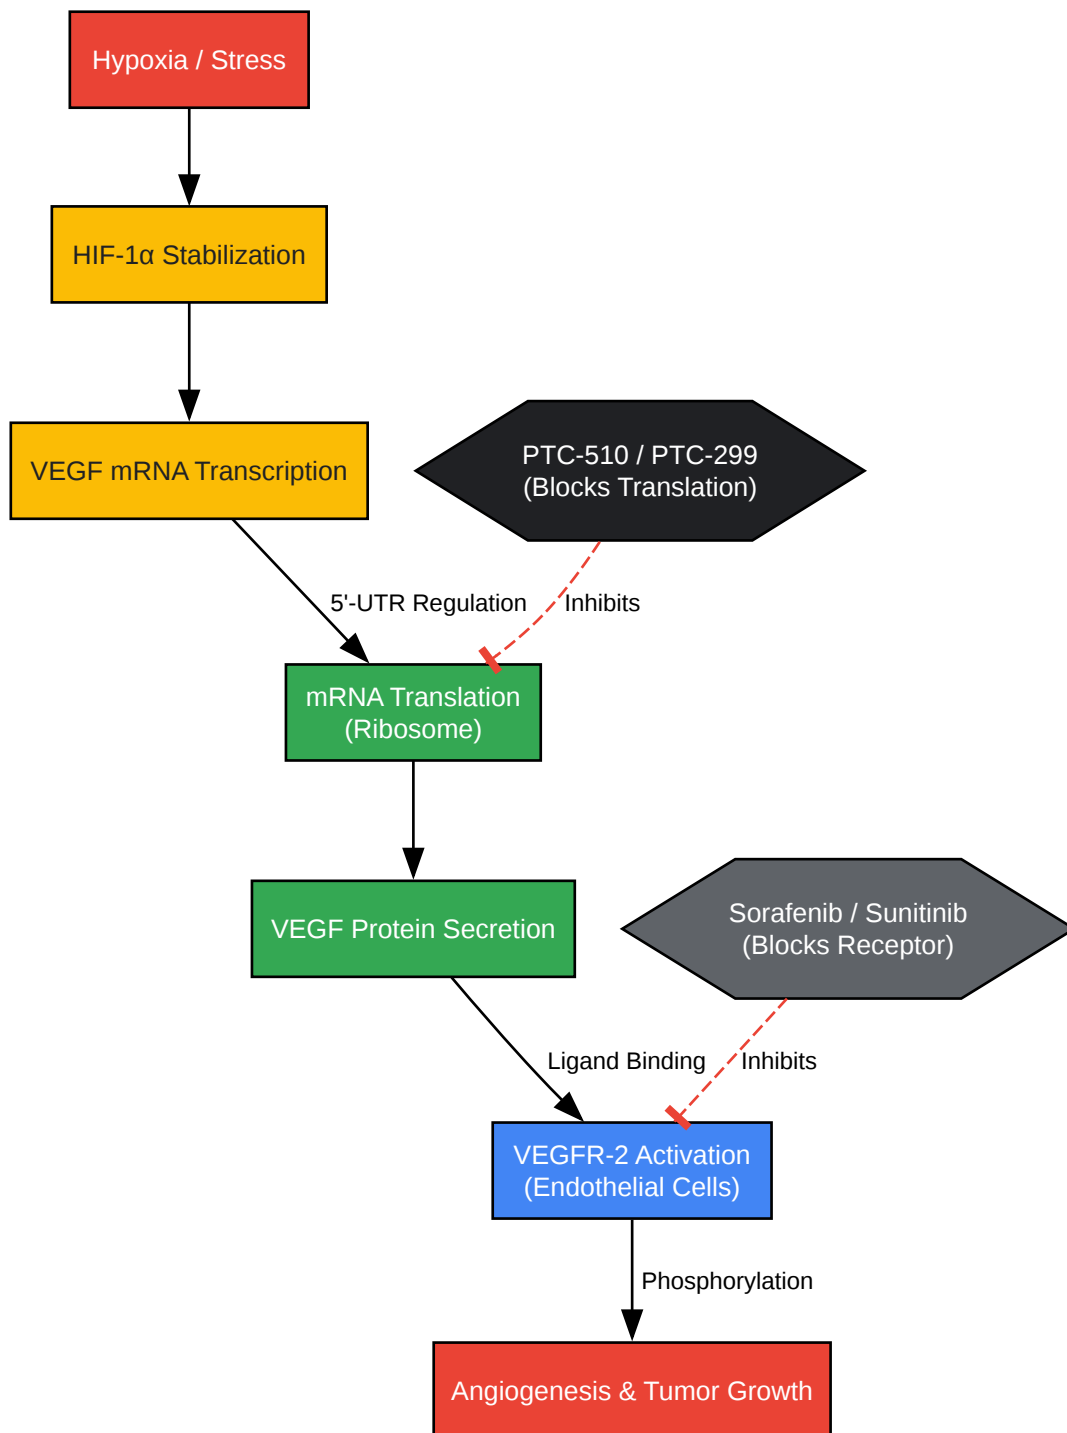 Hypoxia / Stress
HIF-1α Stabilization
VEGF mRNA Transcription
PTC-510 / PTC-299
(Blocks Translation)
5'-UTR Regulation
Inhibits
mRNA Translation
(Ribosome)
VEGF Protein Secretion
Sorafenib / Sunitinib
(Blocks Receptor)
Ligand Binding
Inhibits
VEGFR-2 Activation
(Endothelial Cells)
Phosphorylation
Angiogenesis & Tumor Growth